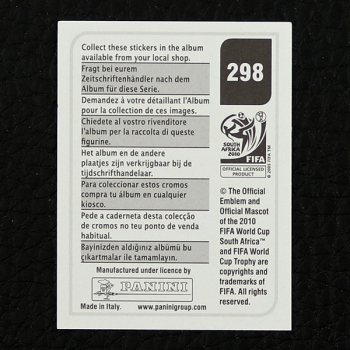 Collect these stickers in the album
available from your local shop.
Fragt bei eurem
Zeitschriftenhändler nach dem
Album für diese Serie.
Demandez à votre détaillant l'Album
pour la collection de ces images.
Chiedete al vostro rivenditore
l'album per la raccolta di queste
figurine.
Het album en de andere
plaatjes zijn verkrijgbaar bij de
tijdschrifthandelaar.
Para coleccionar estos cromos
compra tu álbum en cualquier
kiosco.
Pede a caderneta desta colecção
de cromos no teu ponto de venda
habitual.
Bayinizden aldığınız albümü bu
çıkartmalar ile tamamlayın.
Manufactured under licence by
PANINI
Made in Italy. www.paninigroup.com
298
SOUTH AFRICA
2010
FIFA
OFFICIAL LICENSED
PRODUCT
© 2005 FIFA TM
© The Official
Emblem and
Official Mascot
of the 2010
FIFA World Cup
South Africa™
and FIFA World
Cup Trophy are
copyrights and
trademarks of
FIFA. All rights
reserved.